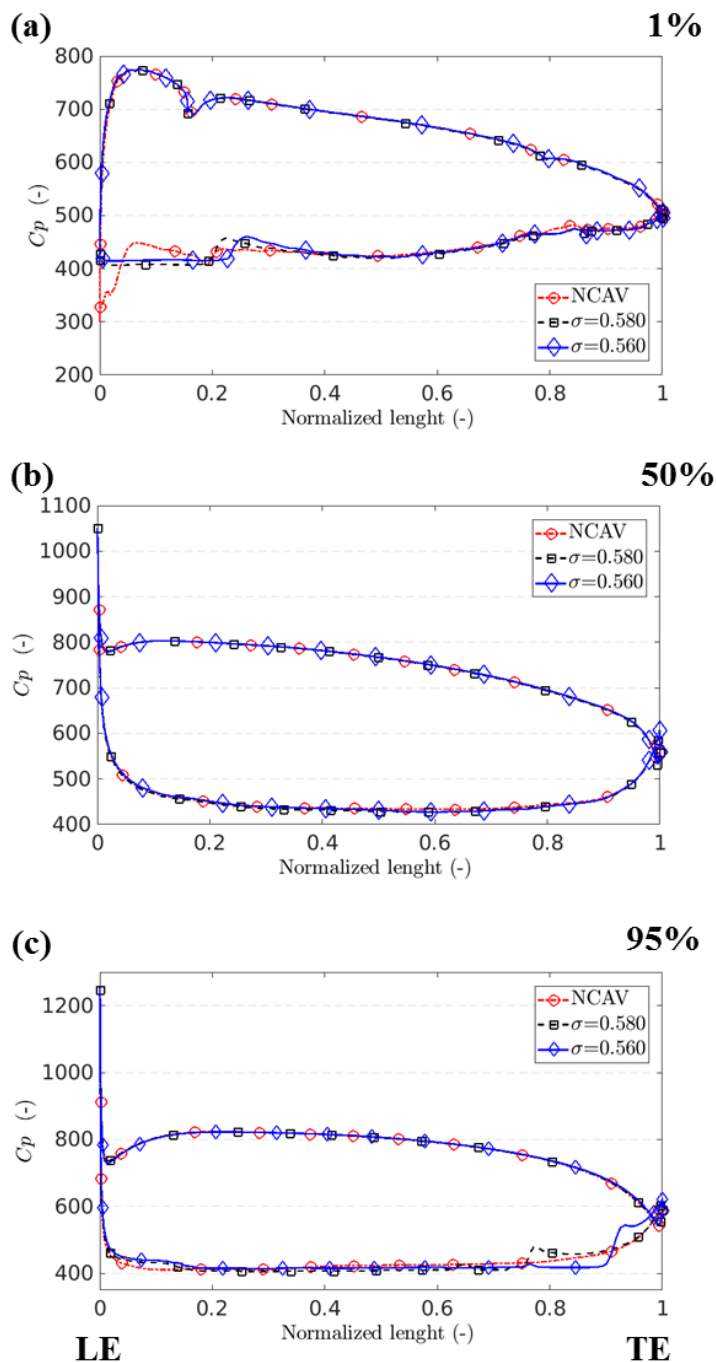 (a) 1%
800
700
600
500
400
300
200
Cp (-)
NCAV
σ=0.580
σ=0.560
0 0.2 0.4 0.6 0.8 1
Normalized lenght (-)
(b) 50%
1100
1000
900
800
700
600
500
400
Cp (-)
NCAV
σ=0.580
σ=0.560
0 0.2 0.4 0.6 0.8 1
Normalized lenght (-)
(c) 95%
1200
1000
800
600
400
Cp (-)
NCAV
σ=0.580
σ=0.560
0 0.2 0.4 0.6 0.8 1
Normalized lenght (-)
LE TE